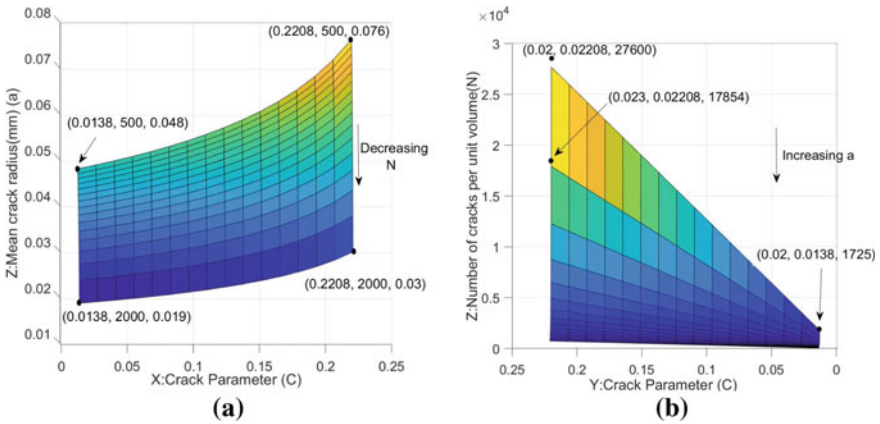 0.08
0.07
0.06
0.05
0.04
0.03
0.02
0.01
Z:Mean crack radius(mm) (a)
(0.2208, 500, 0.076)
(0.0138, 500, 0.048)
Decreasing
N
(0.2208, 2000, 0.03)
(0.0138, 2000, 0.019)
0
0.05
0.1
0.15
0.2
0.25
X:Crack Parameter (C)
(a)
×10⁴
3
2.5
2
1.5
1
0.5
0
Z:Number of cracks per unit volume(N)
(0.02, 0.02208, 27600)
(0.023, 0.02208, 17854)
Increasing a
(0.02, 0.0138, 1725)
0.25
0.2
0.15
0.1
0.05
0
Y:Crack Parameter (C)
(b)